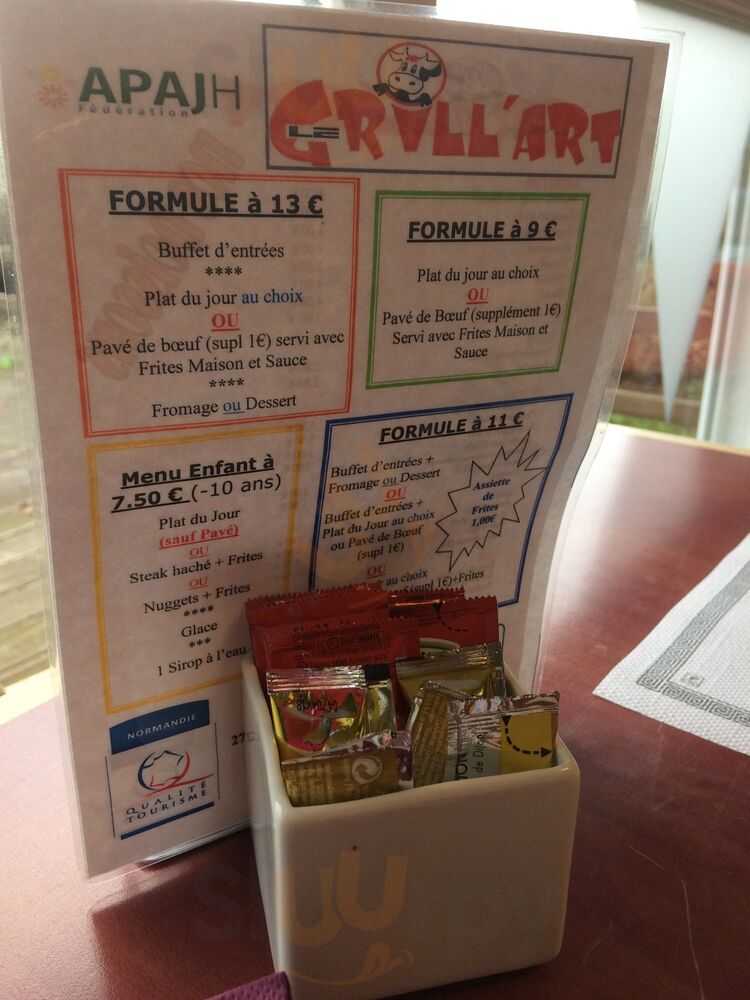 APAJH
Fédération
LE GRILL'ART
FORMULE à 13 €
Buffet d'entrées
****
Plat du jour au choix
OU
Pavé de bœuf (supl 1€) servi avec
Frites Maison et Sauce
****
Fromage ou Dessert
FORMULE à 9 €
Plat du jour au choix
OU
Pavé de Bœuf (supplément 1€)
Servi avec Frites Maison et
Sauce
Menu Enfant à
7.50 € (-10 ans)
Plat du Jour
(sauf Pavé)
OU
Steak haché + Frites
OU
Nuggets + Frites
****
Glace
***
1 Sirop à l'eau
FORMULE à 11 €
Buffet d'entrées +
Fromage ou Dessert
OU
Buffet d'entrées +
Plat du Jour au choix
ou Pavé de Bœuf
(supl 1€)
OU
au choix
(supl 1€)+Frites
Assiette
de
Frites
1,00€
NORMANDIE
QUALITÉ
TOURISME